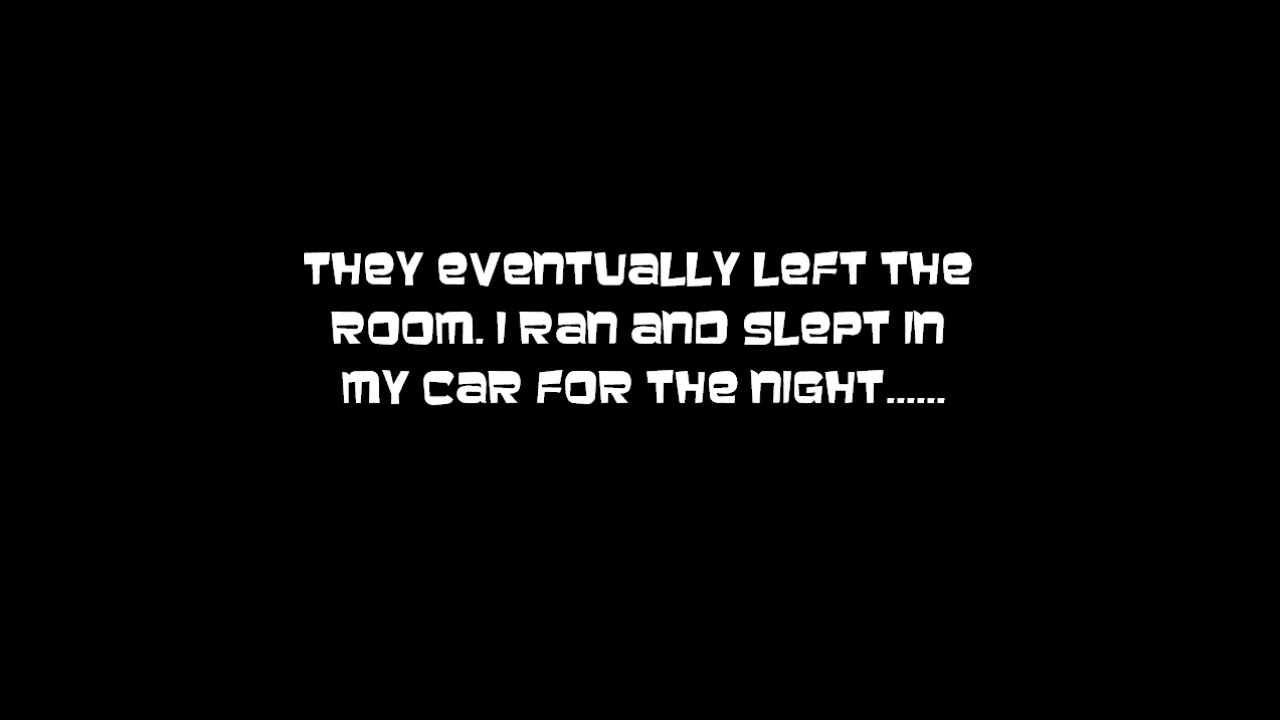 THEY EVENTUALLY LEFT THE
ROOM. I RAN AND SLEPT IN
MY CAR FOR THE NIGHT......